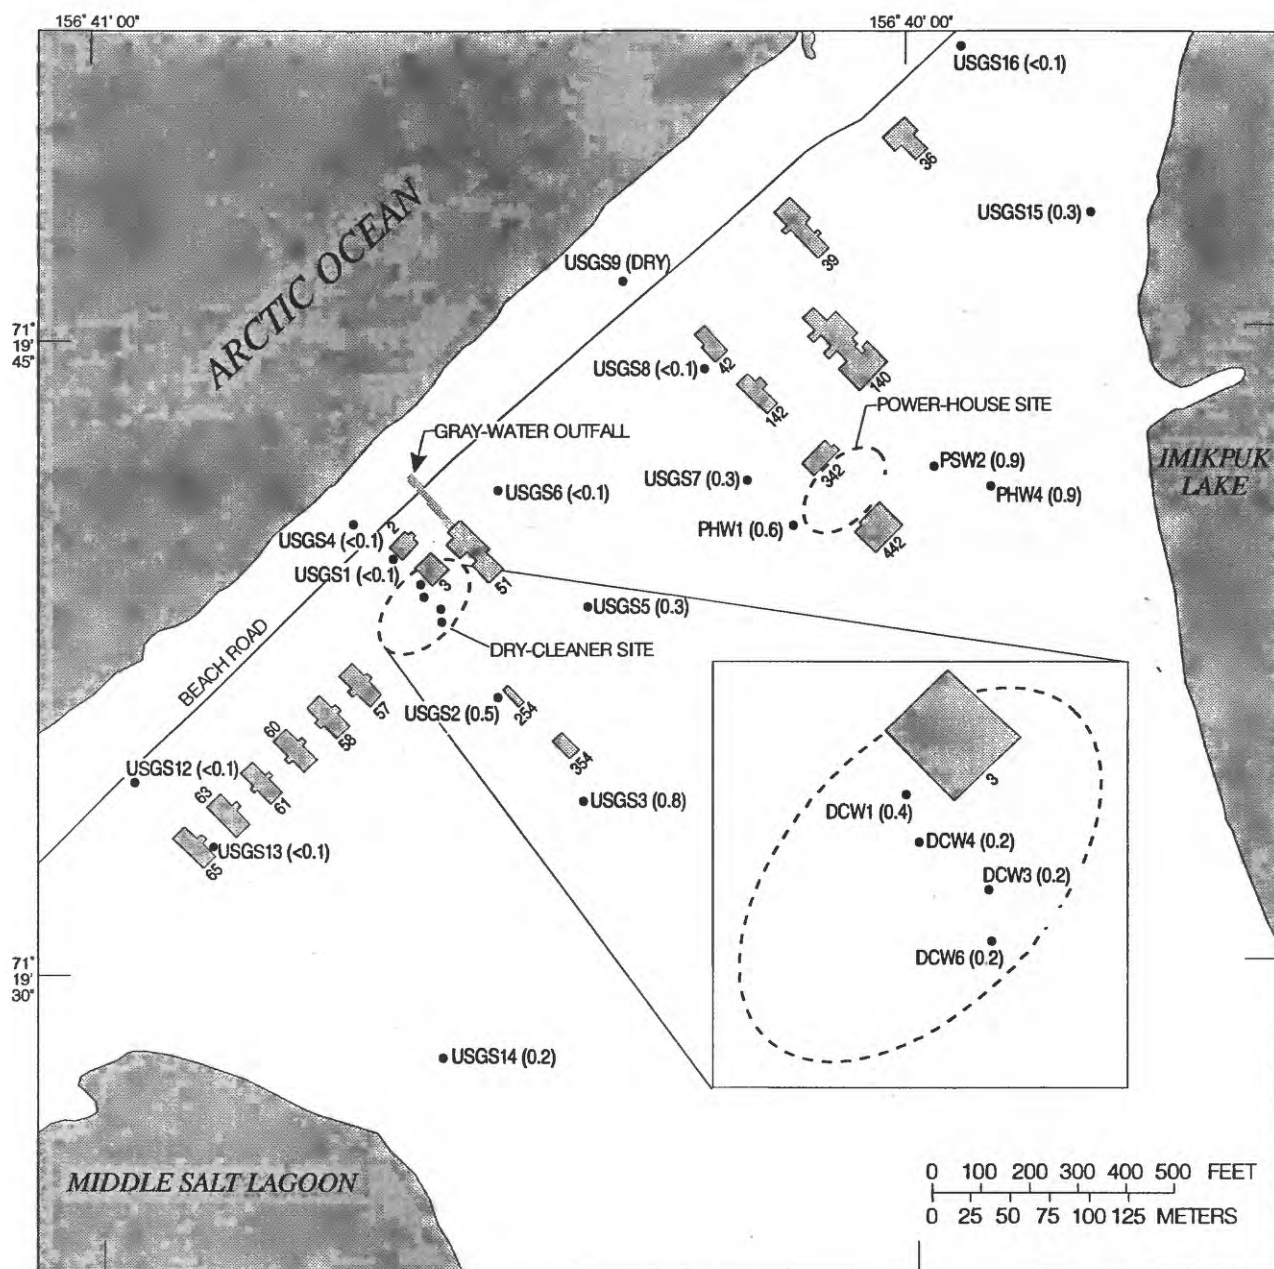 156° 41' 00"
156° 40' 00"
USGS16 (<0.1)
36
USGS15 (0.3)
39
ARCTIC OCEAN
USGS9 (DRY)
71°
19'
45"
42
USGS8 (<0.1)
142
140
POWER-HOUSE SITE
GRAY-WATER OUTFALL
IMIKPUK
LAKE
PSW2 (0.9)
342
USGS7 (0.3)
PHW4 (0.9)
USGS6 (<0.1)
2
USGS4 (<0.1)
PHW1 (0.6)
442
USGS1 (<0.1)
3
51
USGS5 (0.3)
BEACH ROAD
DRY-CLEANER SITE
57
USGS2 (0.5)
254
58
60
354
3
USGS12 (<0.1)
63
61
USGS3 (0.8)
DCW1 (0.4)
DCW4 (0.2)
USGS13 (<0.1)
65
DCW3 (0.2)
DCW6 (0.2)
71°
19'
30"
USGS14 (0.2)
MIDDLE SALT LAGOON
0 100 200 300 400 500 FEET
0 25 50 75 100 125 METERS